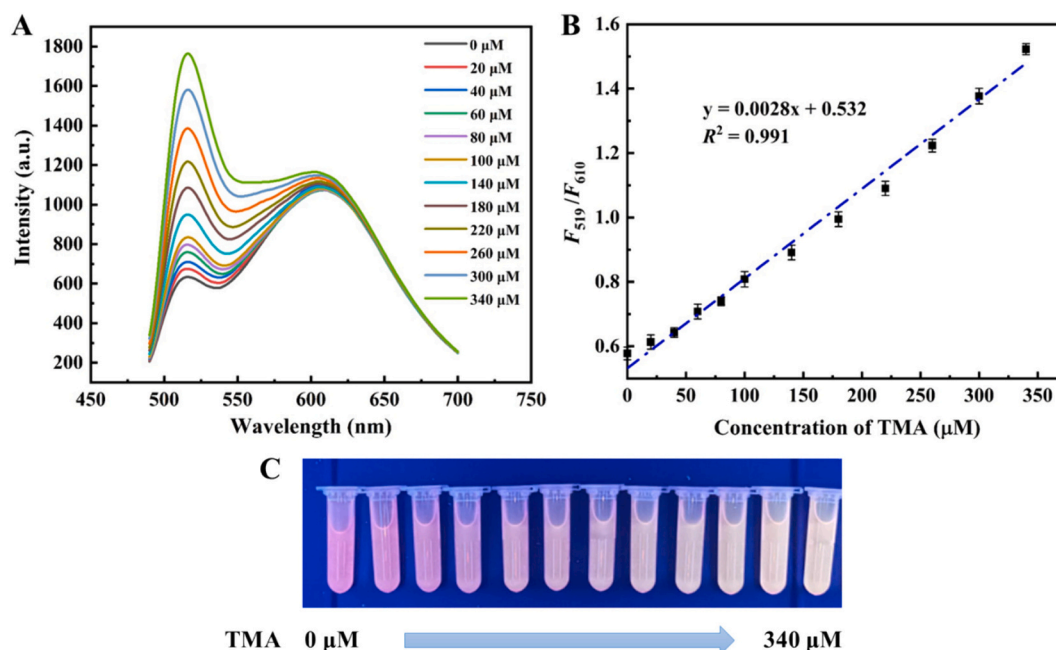 A
1800
1600
1400
1200
1000
800
600
400
200
Intensity (a.u.)
450 500 550 600 650 700 750
Wavelength (nm)
0 μM
20 μM
40 μM
60 μM
80 μM
100 μM
140 μM
180 μM
220 μM
260 μM
300 μM
340 μM
B
1.6
1.4
1.2
1.0
0.8
0.6
F519/F610
y = 0.0028x + 0.532
R² = 0.991
0 50 100 150 200 250 300 350
Concentration of TMA (μM)
C
TMA 0 μM 340 μM